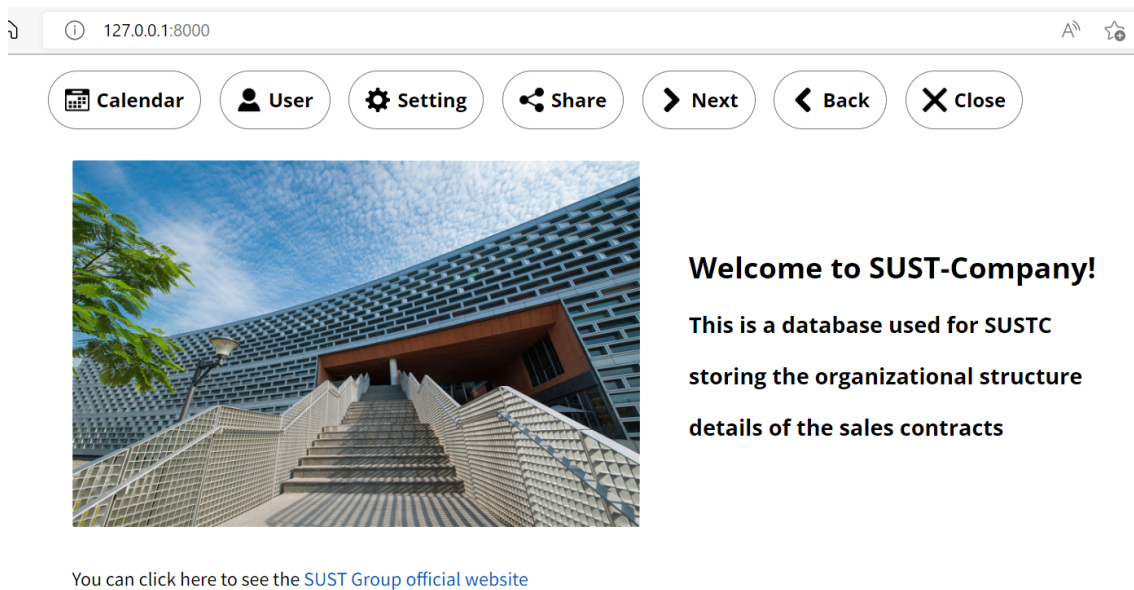 127.0.0.1:8000
Calendar User Setting Share Next Back Close
Welcome to SUST-Company!
This is a database used for SUSTC
storing the organizational structure
details of the sales contracts
You can click here to see the SUST Group official website